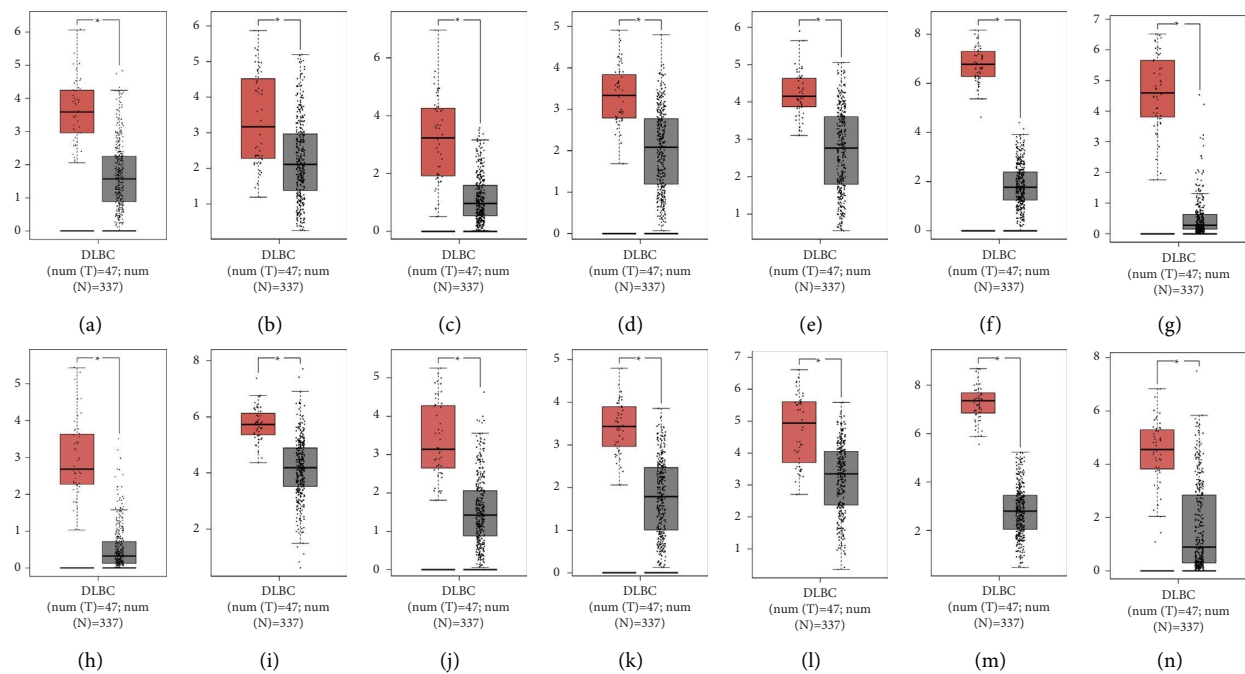 *
6
5
4
3
2
1
0
DLBC
(num (T)=47; num
(N)=337)
(a)
*
6
5
4
3
2
1
DLBC
(num (T)=47; num
(N)=337)
(b)
*
6
4
2
0
DLBC
(num (T)=47; num
(N)=337)
(c)
*
5
4
3
2
1
0
DLBC
(num (T)=47; num
(N)=337)
(d)
*
6
5
4
3
2
1
DLBC
(num (T)=47; num
(N)=337)
(e)
*
8
6
4
2
0
DLBC
(num (T)=47; num
(N)=337)
(f)
*
7
6
5
4
3
2
1
0
DLBC
(num (T)=47; num
(N)=337)
(g)
*
5
4
3
2
1
0
DLBC
(num (T)=47; num
(N)=337)
(h)
*
8
6
4
2
DLBC
(num (T)=47; num
(N)=337)
(i)
*
5
4
3
2
1
0
DLBC
(num (T)=47; num
(N)=337)
(j)
*
5
4
3
2
1
0
DLBC
(num (T)=47; num
(N)=337)
(k)
*
7
6
5
4
3
2
1
DLBC
(num (T)=47; num
(N)=337)
(l)
*
8
6
4
2
DLBC
(num (T)=47; num
(N)=337)
(m)
*
8
6
4
2
0
DLBC
(num (T)=47; num
(N)=337)
(n)